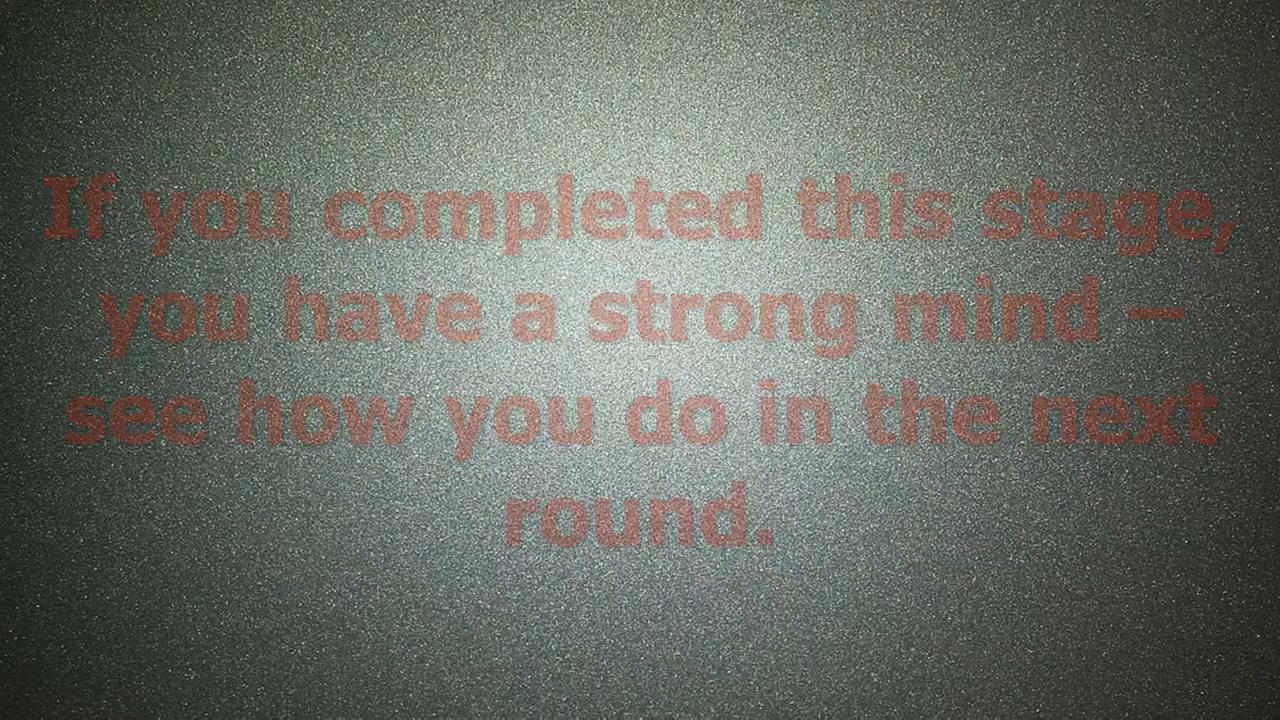 If you completed this stage,
you have a strong mind –
see how you do in the next
round.